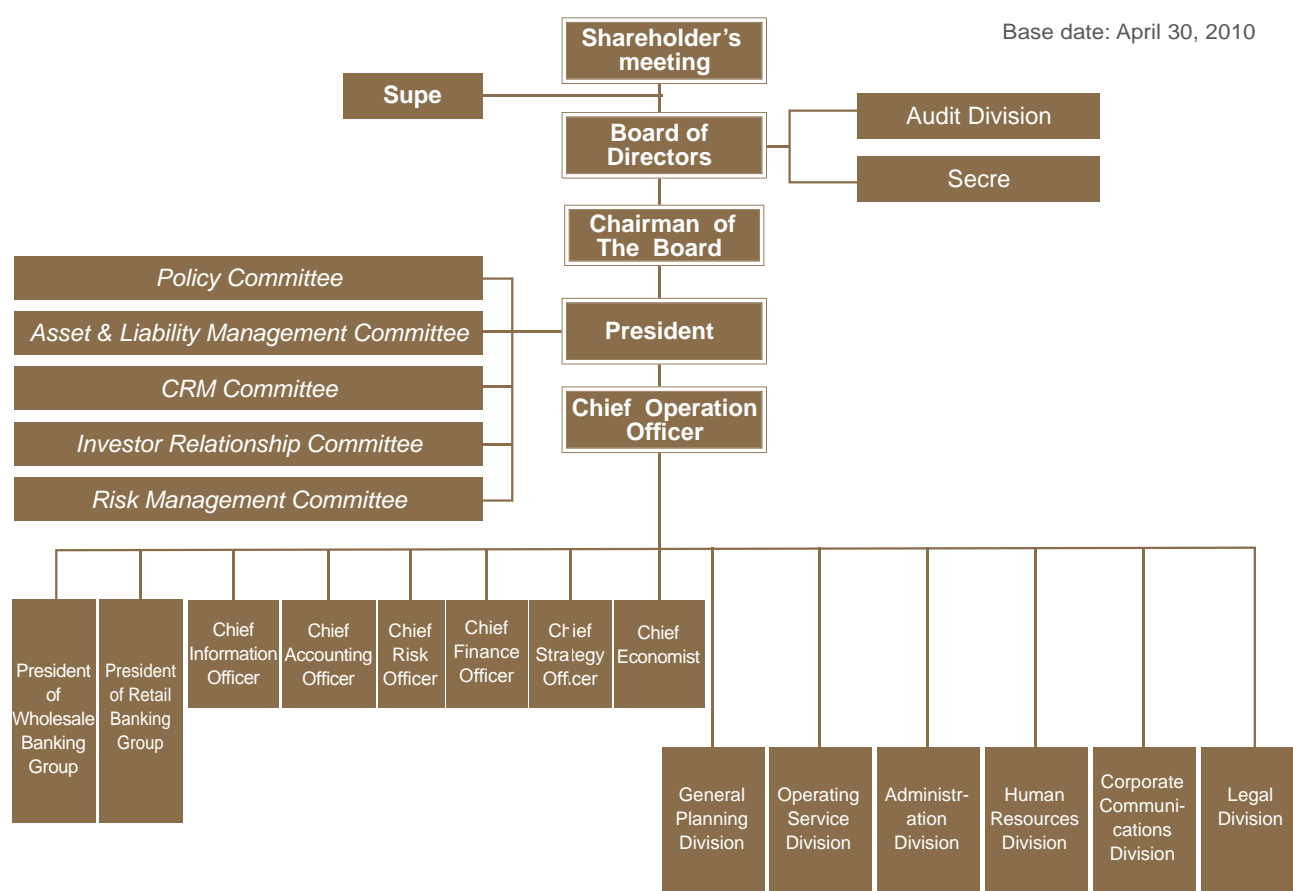 Base date: April 30, 2010
Shareholder's
meeting
Supe
Board of
Directors
Audit Division
Secre
Chairman of
The Board
Policy Committee
Asset & Liability Management Committee
CRM Committee
Investor Relationship Committee
Risk Management Committee
President
Chief Operation
Officer
President
of
Wholesale
Banking
Group
President
of Retail
Banking
Group
Chief
Information
Officer
Chief
Accounting
Officer
Chief
Risk
Officer
Chief
Finance
Officer
Chief
Strategy
Officer
Chief
Economist
General
Planning
Division
Operating
Service
Division
Administr-
ation
Division
Human
Resources
Division
Corporate
Communi-
cations
Division
Legal
Division